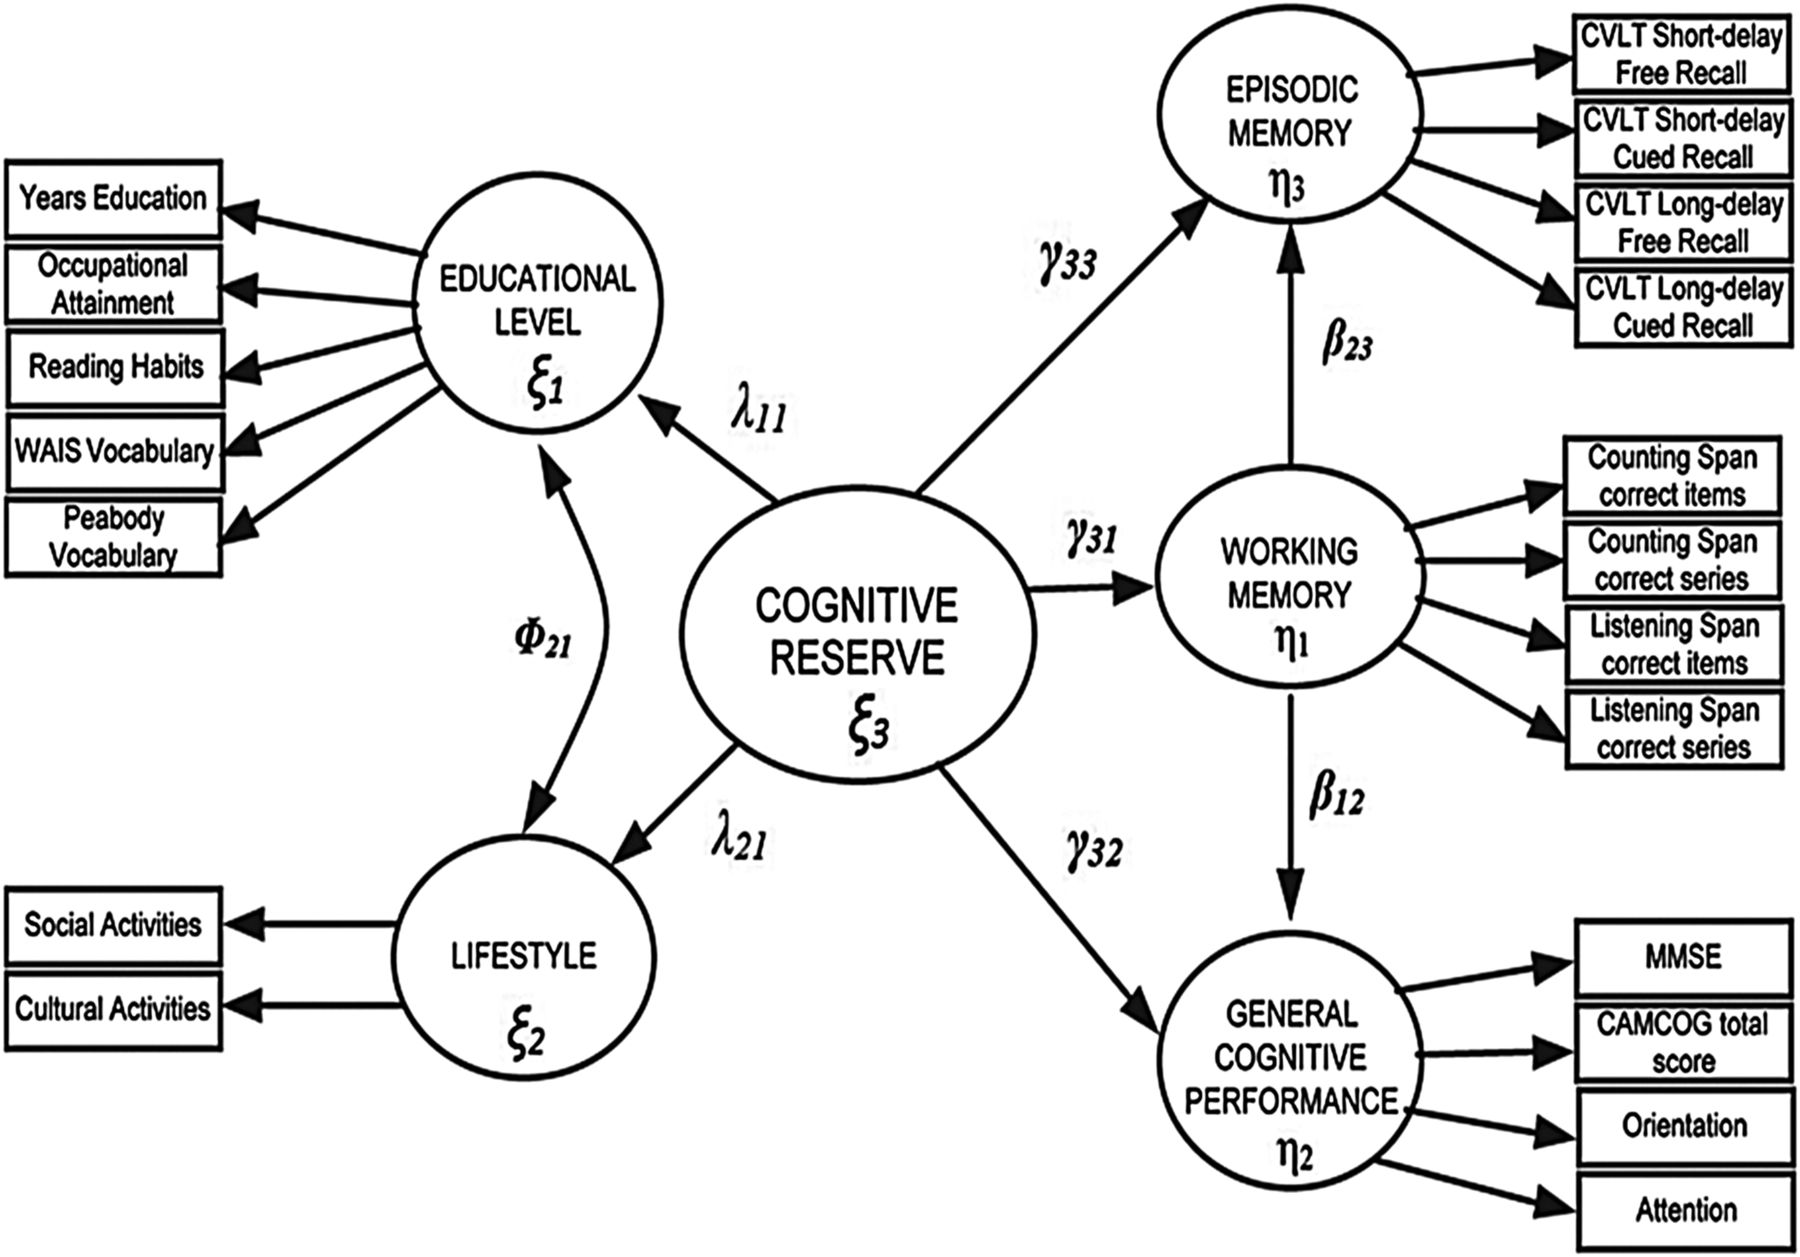 Years Education
Occupational
Attainment
Reading Habits
WAIS Vocabulary
Peabody
Vocabulary
EDUCATIONAL
LEVEL
ξ1
λ11
Φ21
COGNITIVE
RESERVE
ξ3
λ21
Social Activities
Cultural Activities
LIFESTYLE
ξ2
γ33
γ31
γ32
EPISODIC
MEMORY
η3
β23
WORKING
MEMORY
η1
β12
GENERAL
COGNITIVE
PERFORMANCE
η2
CVLT Short-delay
Free Recall
CVLT Short-delay
Cued Recall
CVLT Long-delay
Free Recall
CVLT Long-delay
Cued Recall
Counting Span
correct items
Counting Span
correct series
Listening Span
correct items
Listening Span
correct series
MMSE
CAMCOG total
score
Orientation
Attention